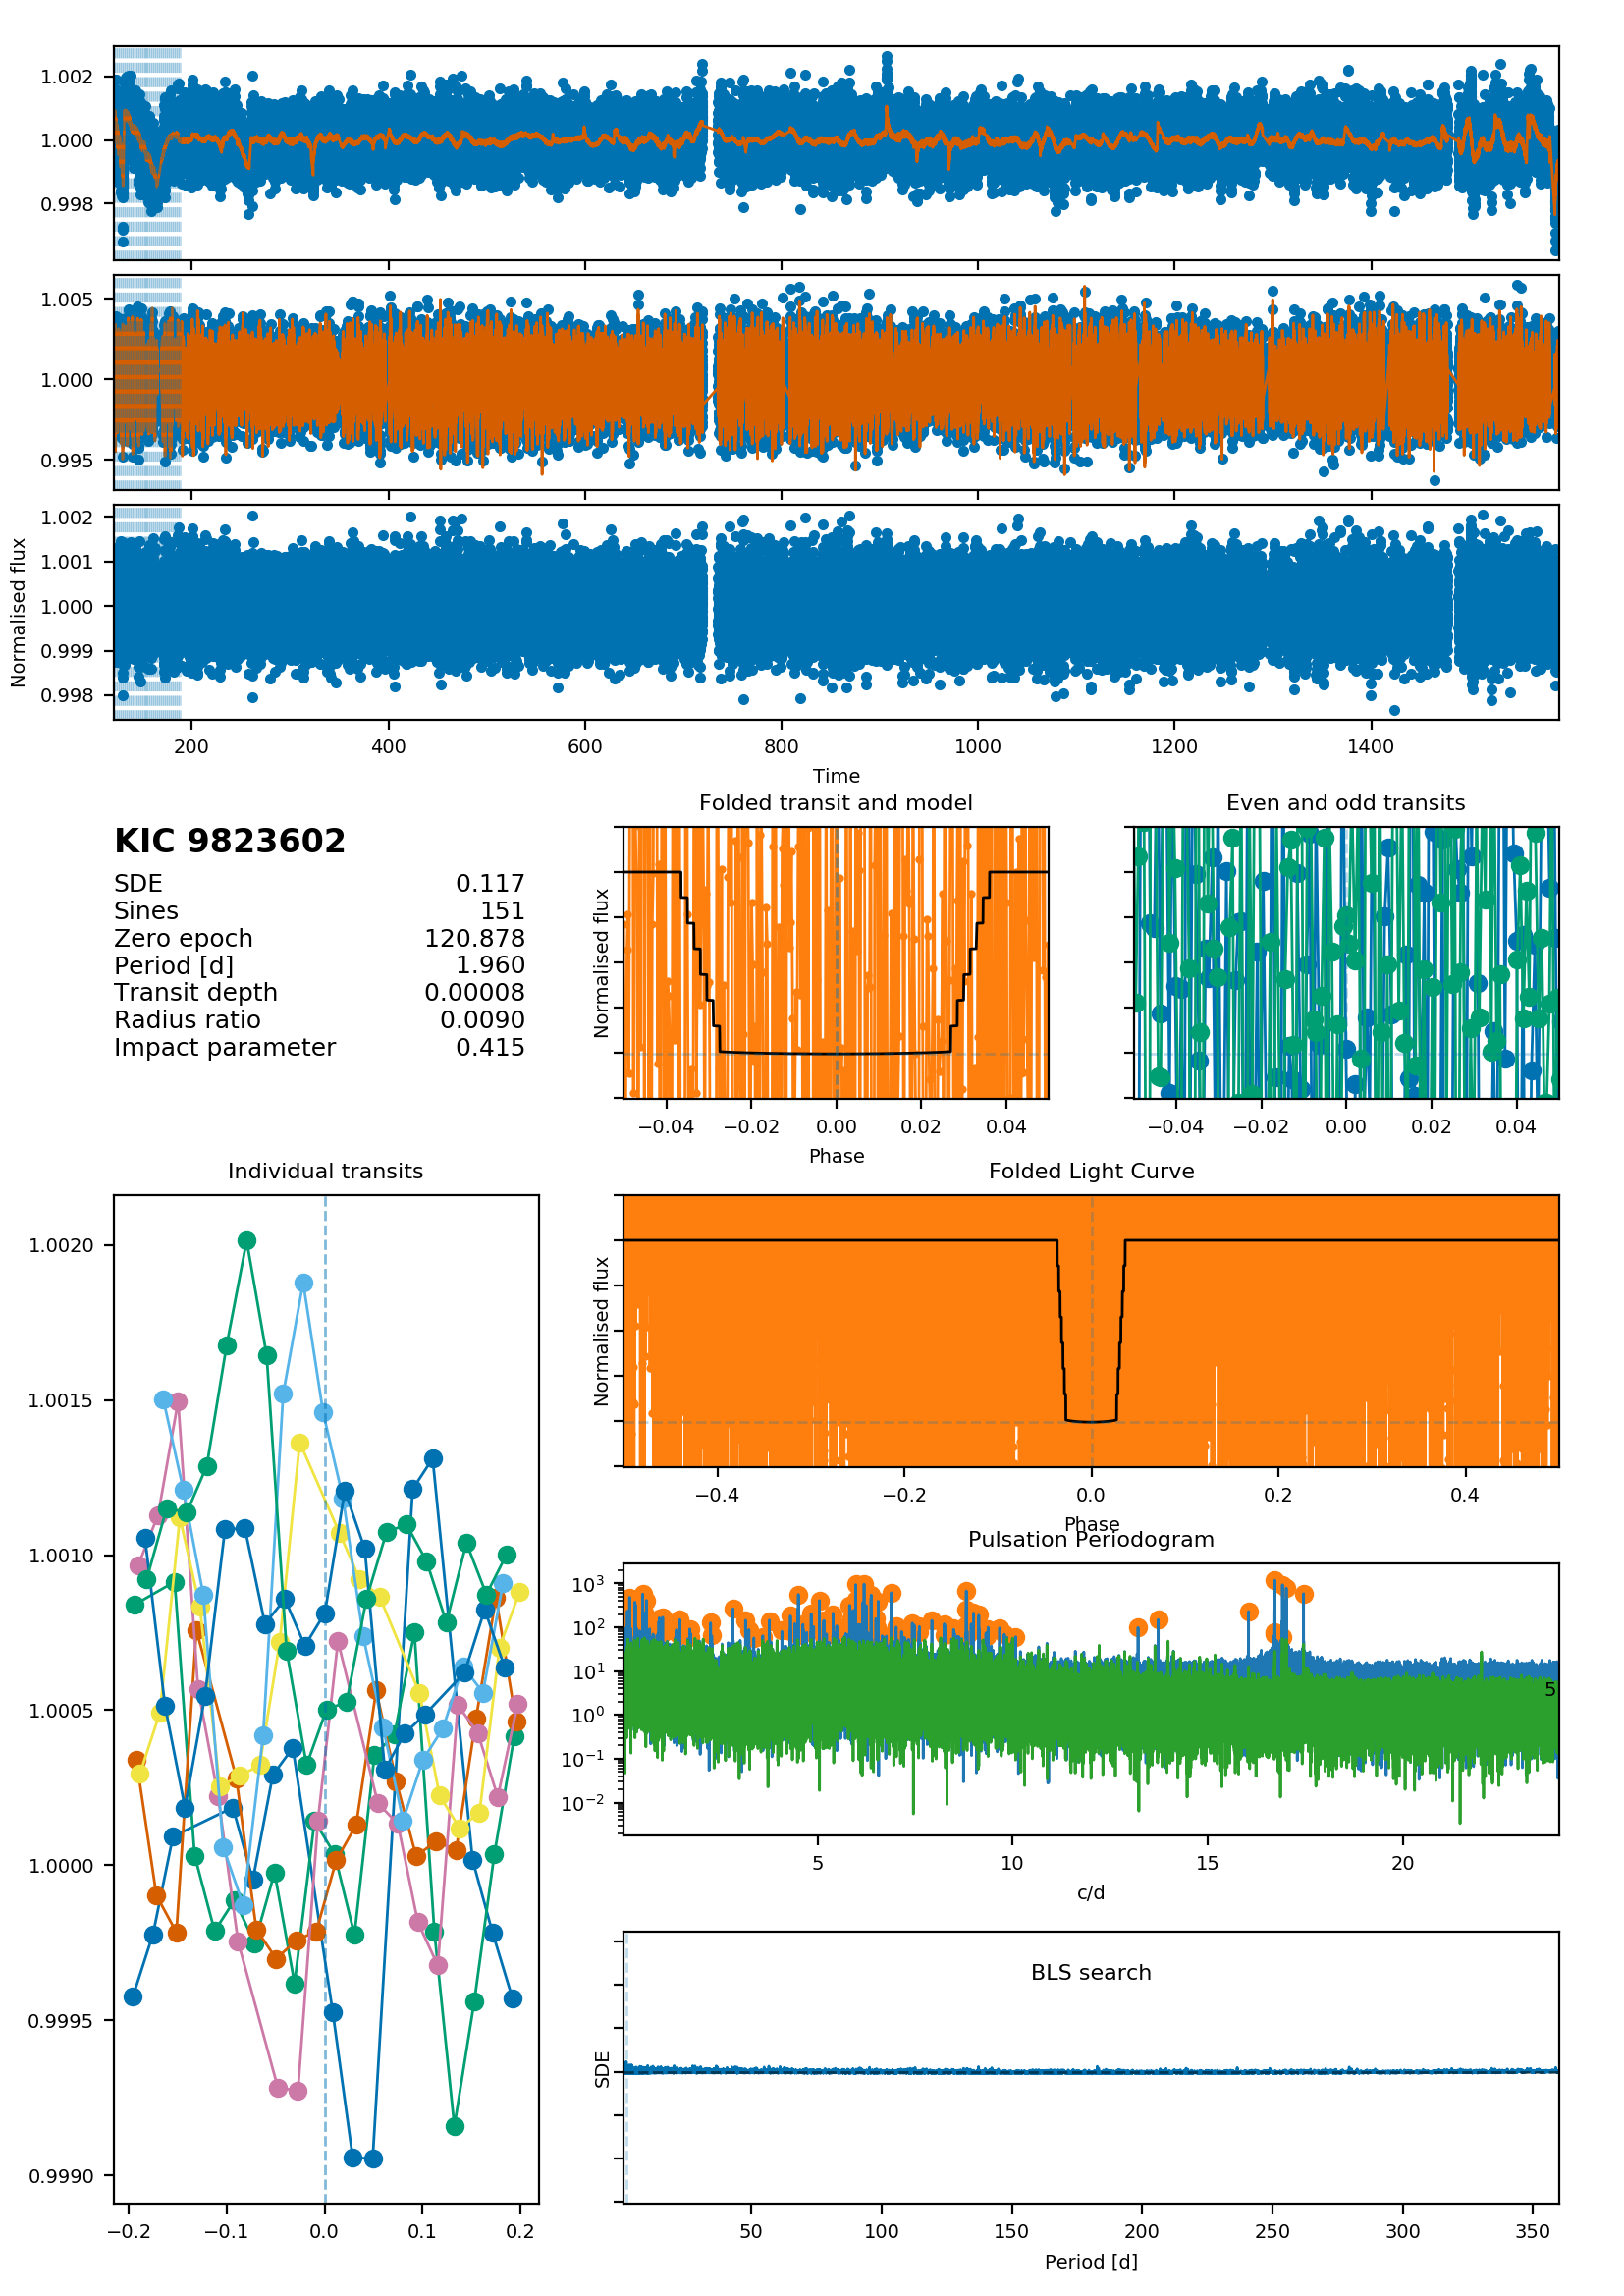 1.002
1.000
0.998
1.005
1.000
0.995
1.002
1.001
1.000
0.999
0.998
Normalised flux
200 400 600 800 1000 1200 1400
Time
KIC 9823602
SDE 0.117
Sines 151
Zero epoch 120.878
Period [d] 1.960
Transit depth 0.00008
Radius ratio 0.0090
Impact parameter 0.415
Folded transit and model
Normalised flux
−0.04 −0.02 0.00 0.02 0.04
Phase
Even and odd transits
−0.04 −0.02 0.00 0.02 0.04
Individual transits
1.0020
1.0015
1.0010
1.0005
1.0000
0.9995
0.9990
−0.2 −0.1 0.0 0.1 0.2
Folded Light Curve
Normalised flux
−0.4 −0.2 0.0 0.2 0.4
Phase
Pulsation Periodogram
10³
10²
10¹
10⁰
10⁻¹
10⁻²
5
5 10 15 20
c/d
BLS search
SDE
50 100 150 200 250 300 350
Period [d]